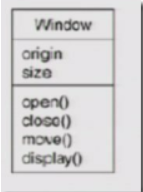 Window
origin
size
open()
close()
move()
display()